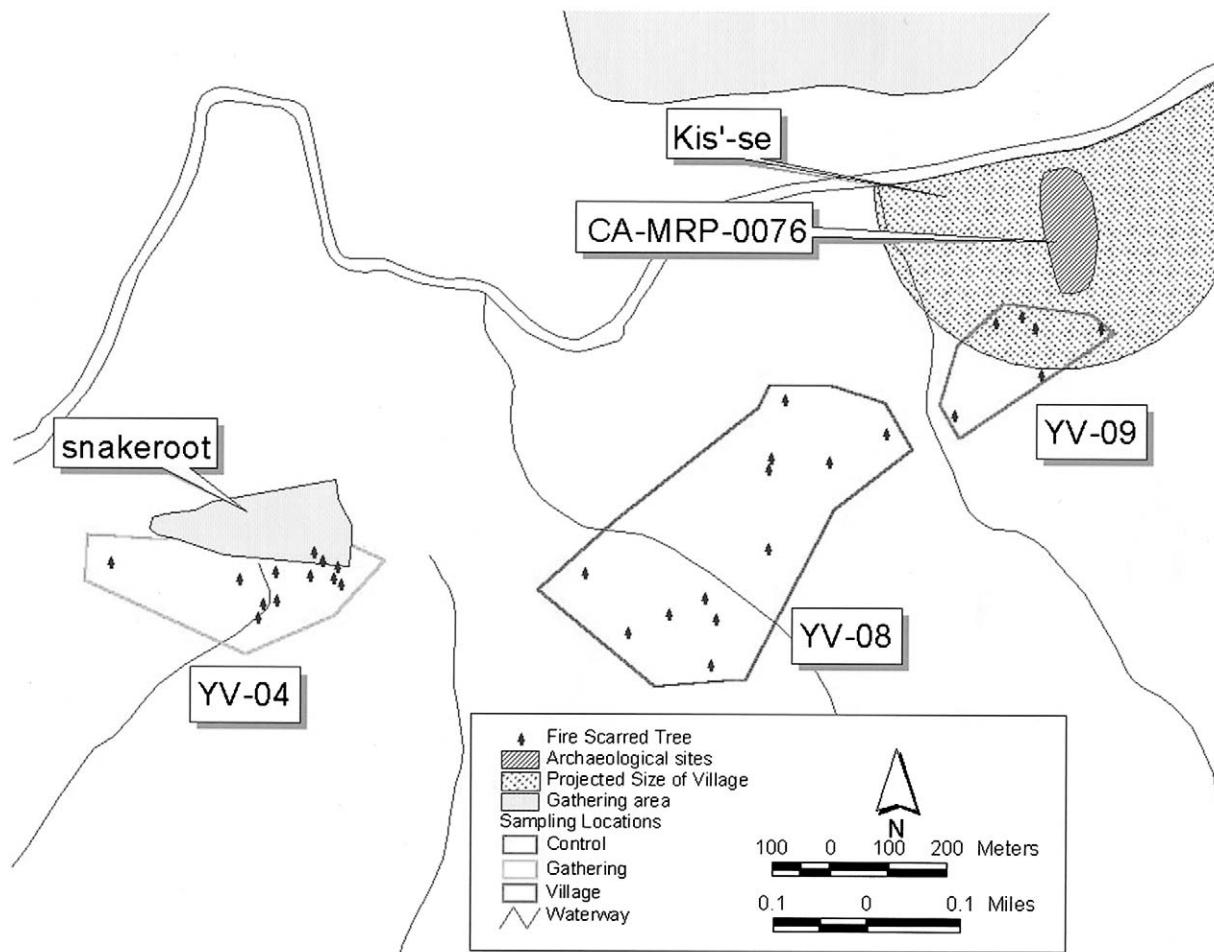 Kis'-se
CA-MRP-0076
YV-09
snakeroot
YV-08
YV-04
Fire Scarred Tree
Archaeological sites
Projected Size of Village
Gathering area
Sampling Locations
Control
Gathering
Village
Waterway
N
100 0 100 200 Meters
0.1 0 0.1 Miles